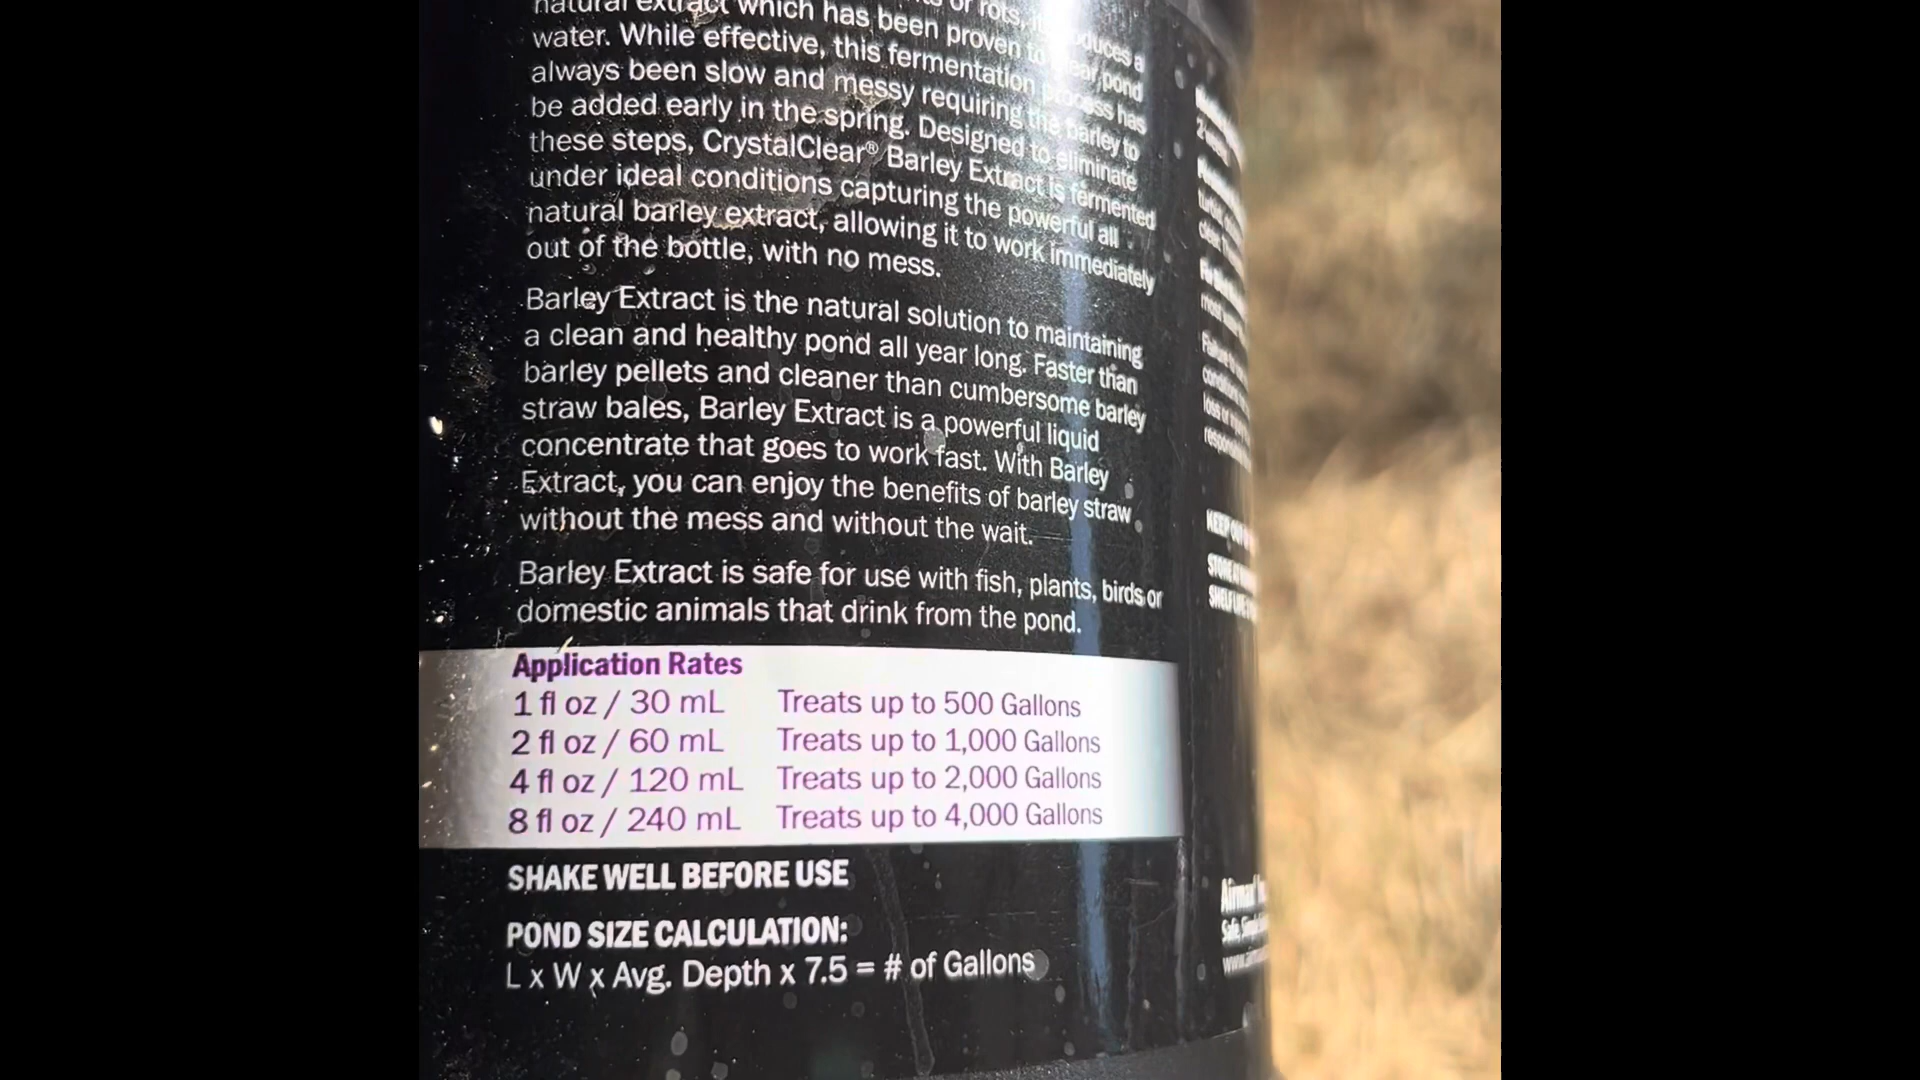 natural extract which has been proven to clear pond
water. While effective, this fermentation process has
always been slow and messy requiring the barley to
be added early in the spring. Designed to eliminate
these steps, CrystalClear® Barley Extract is fermented
under ideal conditions capturing the powerful all
natural barley extract, allowing it to work immediately
out of the bottle, with no mess.
Barley Extract is the natural solution to maintaining
a clean and healthy pond all year long. Faster than
barley pellets and cleaner than cumbersome barley
straw bales, Barley Extract is a powerful liquid
concentrate that goes to work fast. With Barley
Extract, you can enjoy the benefits of barley straw
without the mess and without the wait.
Barley Extract is safe for use with fish, plants, birds or
domestic animals that drink from the pond.
Application Rates
1 fl oz / 30 mL Treats up to 500 Gallons
2 fl oz / 60 mL Treats up to 1,000 Gallons
4 fl oz / 120 mL Treats up to 2,000 Gallons
8 fl oz / 240 mL Treats up to 4,000 Gallons
SHAKE WELL BEFORE USE
POND SIZE CALCULATION:
L x W x Avg. Depth x 7.5 = # of Gallons
KEEP OUT